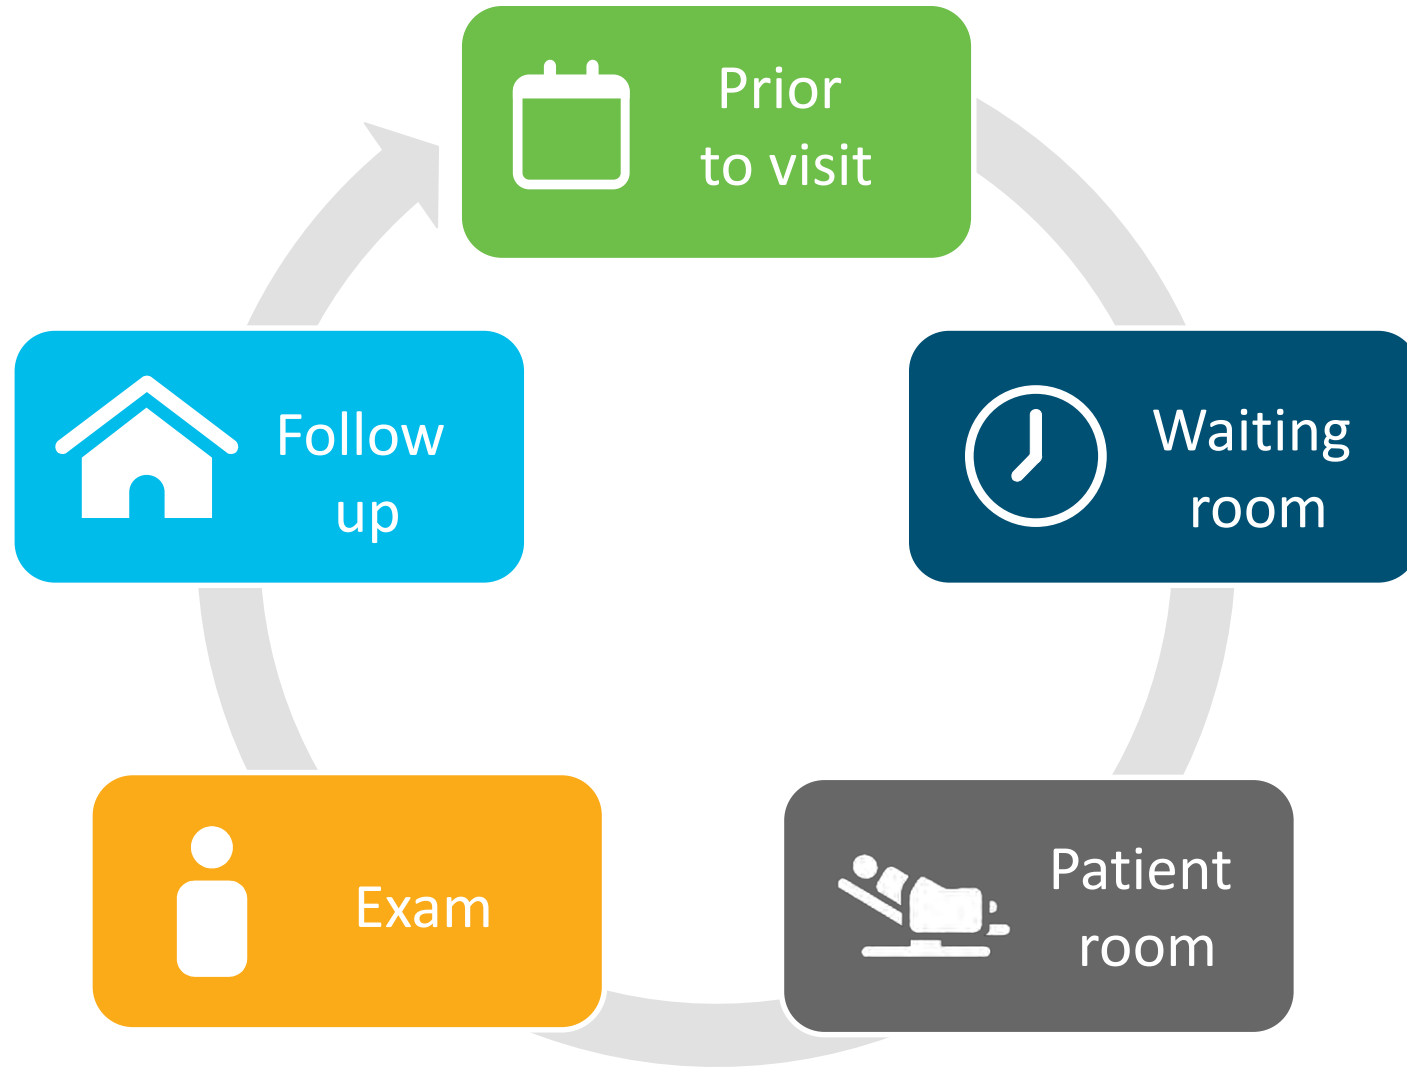 Prior
to visit
Waiting
room
Patient
room
Exam
Follow
up